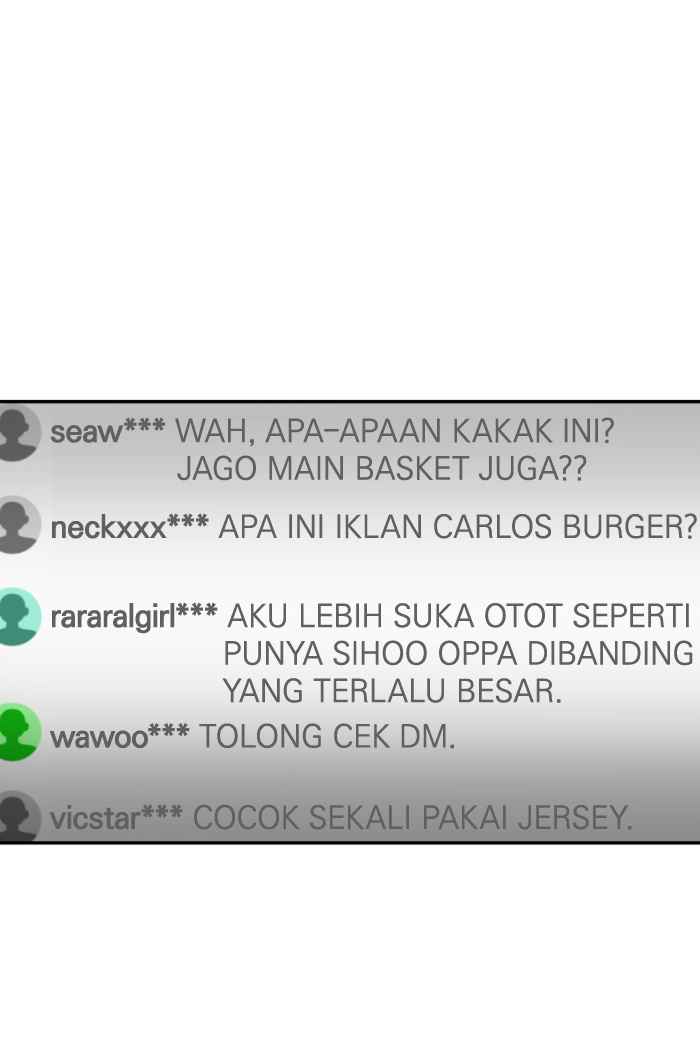 seaw*** WAH, APA-APAAN KAKAK INI?
JAGO MAIN BASKET JUGA??
neckxxx*** APA INI IKLAN CARLOS BURGER?
rararalgirl*** AKU LEBIH SUKA OTOT SEPERTI
PUNYA SIHOO OPPA DIBANDING
YANG TERLALU BESAR.
wawoo*** TOLONG CEK DM.
vicstar*** COCOK SEKALI PAKAI JERSEY.